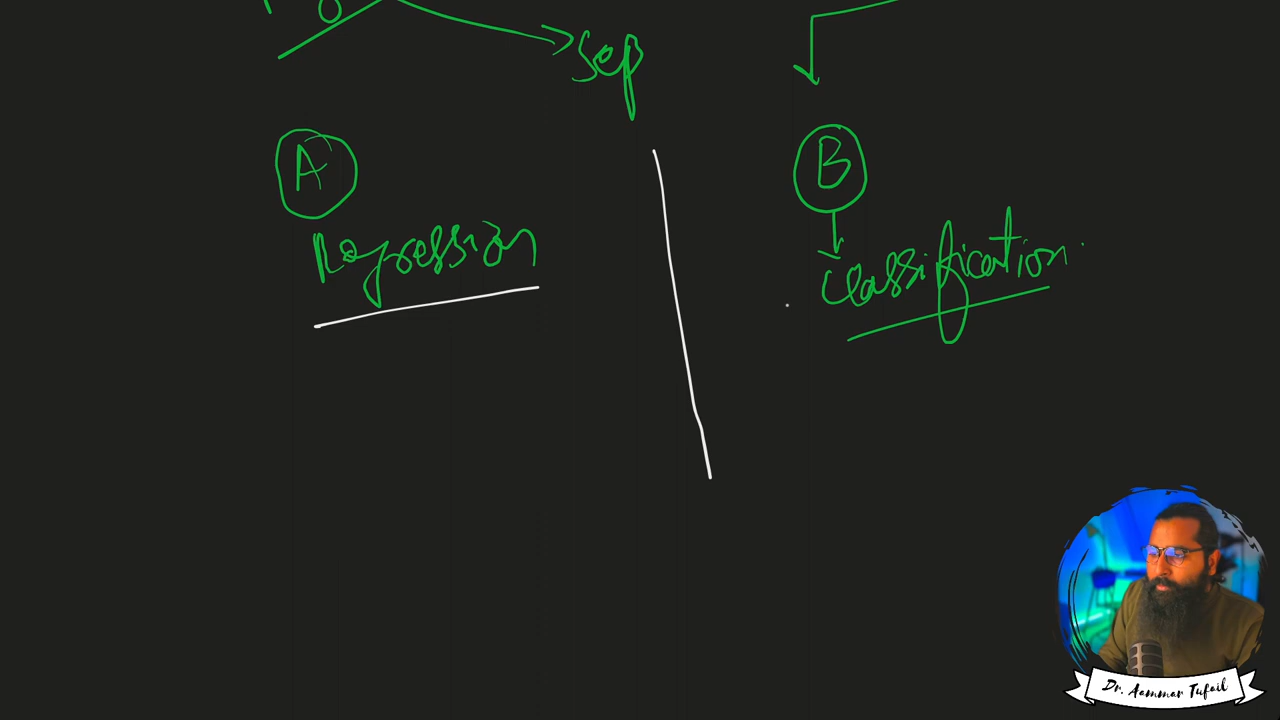 Sep
A
B
Regression
Classification
Dr. Aammar Tufail